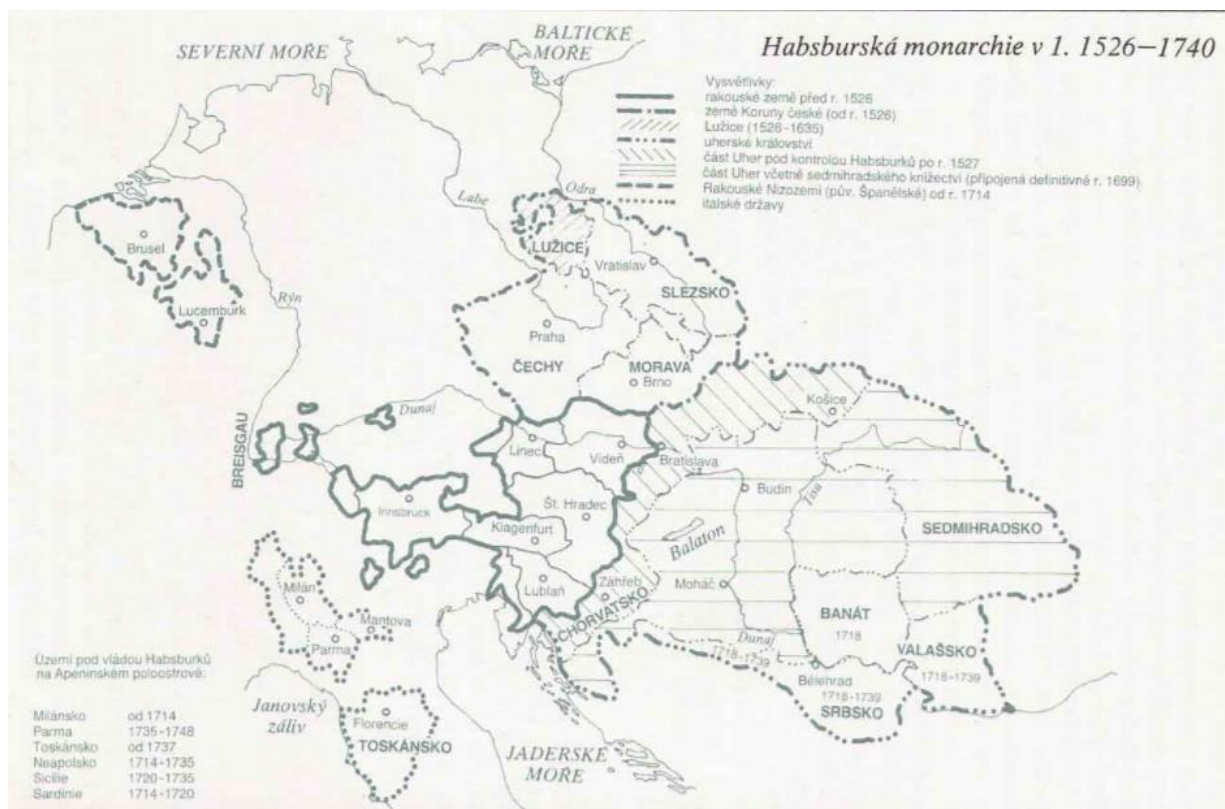 Habsburská monarchie v 1. 1526–1740
Vysvětlivky:
rakouské země před r. 1526
země Koruny české (od r. 1526)
Lužice (1526-1635)
uherské království
část Uher pod kontrolou Habsburků po r. 1527
část Uher včetně sedmihradského knížectví (připojená definitivně r. 1699)
Rakouské Nizozemí (pův. Španělské) od r. 1714
italské državy
SEVERNÍ MOŘE
BALTICKÉ
MOŘE
Labe
Odra
LUŽICE
Brusel
Vratislav
SLEZSKO
Rýn
Lucemburk
Praha
ČECHY
MORAVA
Brno
Košice
Dunaj
BREISGAU
Linec
Vídeň
Bratislava
Budín
Tisa
Innsbruck
Št. Hradec
Klagenfurt
Balaton
SEDMIHRADSKO
Lublaň
Záhřeb
Moháč
CHORVATSKO
Milán
Mantova
Parma
BANÁT
1718
Dunaj
1718-1739
VALAŠSKO
1718-1739
Bělehrad
1718-1739
SRBSKO
Janovský
záliv
Florencie
TOSKÁNSKO
JADERSKÉ
MOŘE
Území pod vládou Habsburků
na Apeninském poloostrově:
Milánsko od 1714
Parma 1735-1748
Toskánsko od 1737
Neapolsko 1714-1735
Sicílie 1720-1735
Sardinie 1714-1720